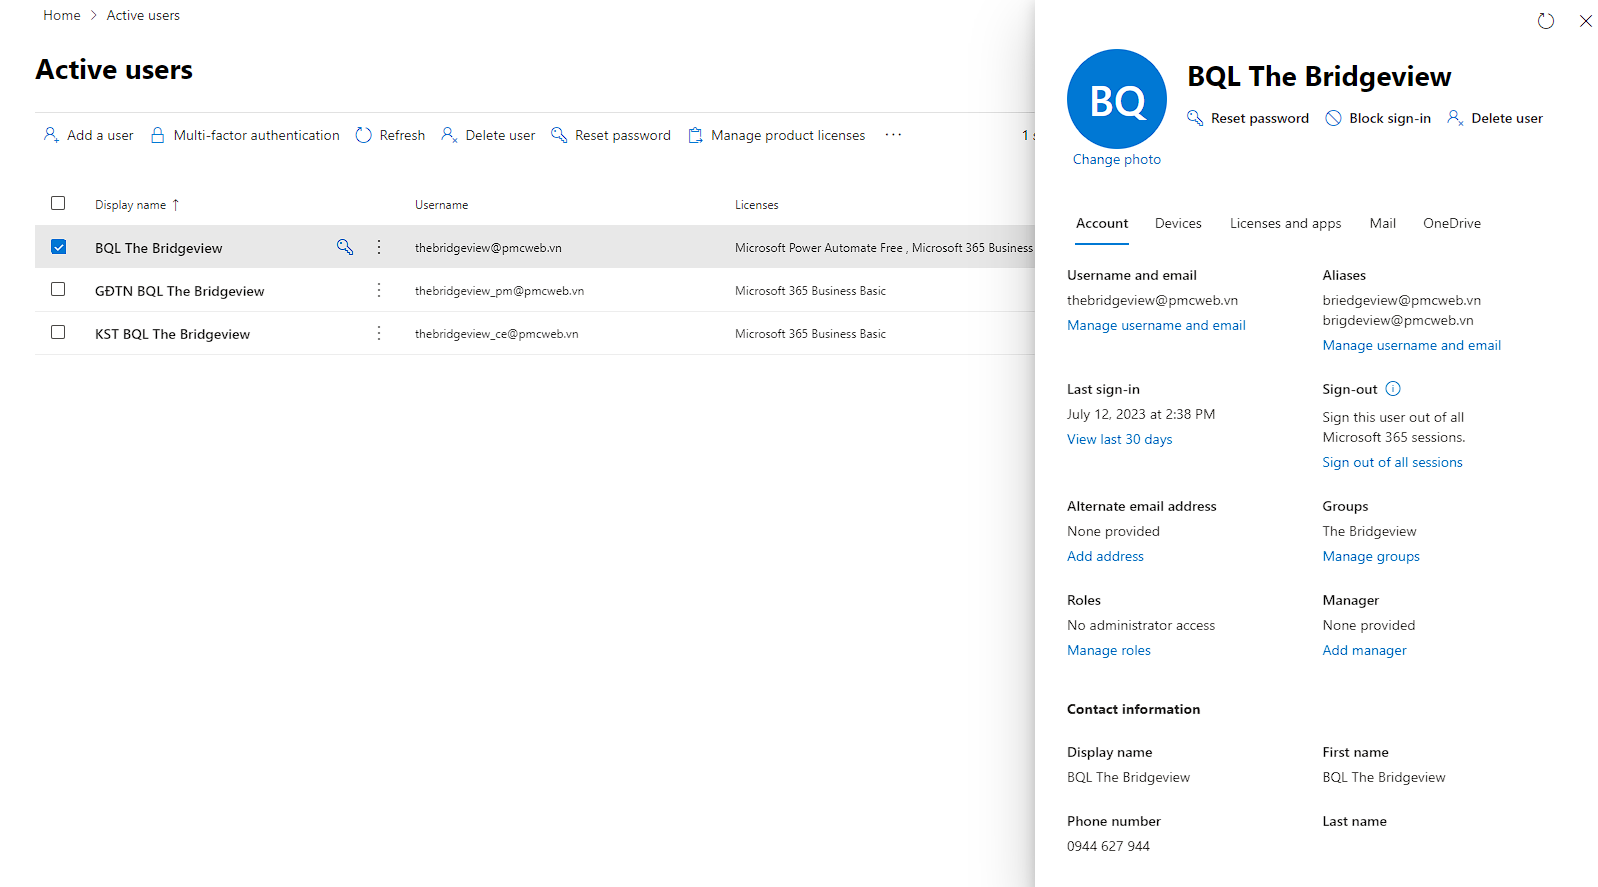 Home > Active users
Active users
Add a user Multi-factor authentication Refresh Delete user Reset password Manage product licenses ··· 1
Display name ↑ Username Licenses
BQL The Bridgeview thebridgeview@pmcweb.vn Microsoft Power Automate Free , Microsoft 365 Business
GĐTN BQL The Bridgeview thebridgeview_pm@pmcweb.vn Microsoft 365 Business Basic
KST BQL The Bridgeview thebridgeview_ce@pmcweb.vn Microsoft 365 Business Basic
BQ
Change photo
BQL The Bridgeview
Reset password Block sign-in Delete user
Account Devices Licenses and apps Mail OneDrive
Username and email
thebridgeview@pmcweb.vn
Manage username and email
Aliases
briedgeview@pmcweb.vn
brigdeview@pmcweb.vn
Manage username and email
Last sign-in
July 12, 2023 at 2:38 PM
View last 30 days
Sign-out
Sign this user out of all
Microsoft 365 sessions.
Sign out of all sessions
Alternate email address
None provided
Add address
Groups
The Bridgeview
Manage groups
Roles
No administrator access
Manage roles
Manager
None provided
Add manager
Contact information
Display name
BQL The Bridgeview
First name
BQL The Bridgeview
Phone number
0944 627 944
Last name